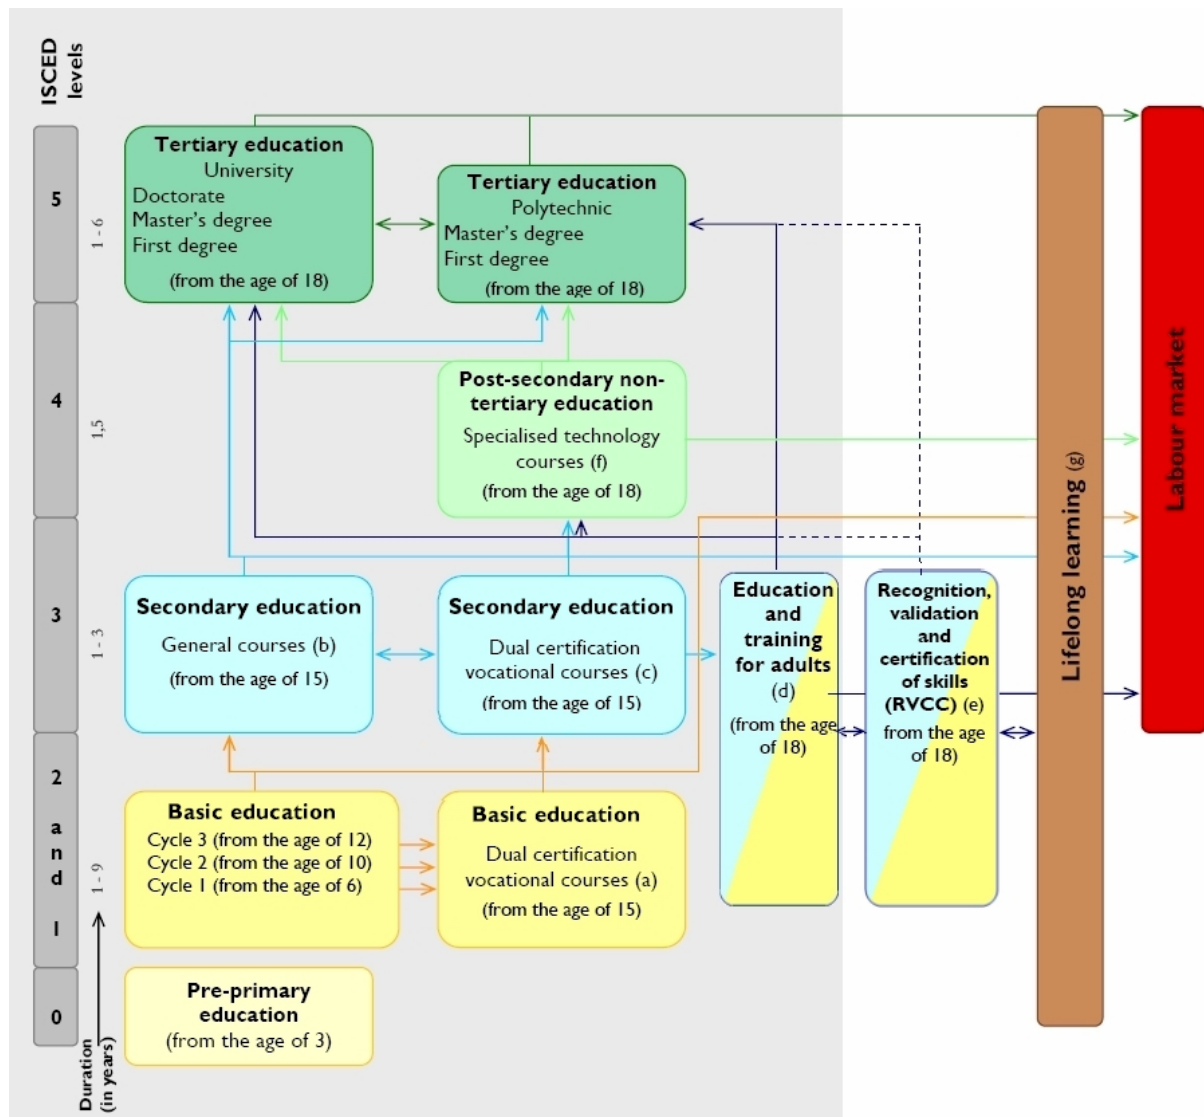 ISCED
levels
5
1 - 6
4
1,5
3
1 - 3
2
a
n
d
1
1 - 9
0
Duration
(in years)
Tertiary education
University
Doctorate
Master's degree
First degree
(from the age of 18)
Tertiary education
Polytechnic
Master's degree
First degree
(from the age of 18)
Post-secondary non-
tertiary education
Specialised technology
courses (f)
(from the age of 18)
Secondary education
General courses (b)
(from the age of 15)
Secondary education
Dual certification
vocational courses (c)
(from the age of 15)
Education
and
training
for adults
(d)
(from the age
of 18)
Recognition,
validation
and
certification
of skills
(RVCC) (e)
from the age
of 18)
Basic education
Cycle 3 (from the age of 12)
Cycle 2 (from the age of 10)
Cycle 1 (from the age of 6)
Basic education
Dual certification
vocational courses (a)
(from the age of 15)
Pre-primary
education
(from the age of 3)
Lifelong learning (g)
Labour market